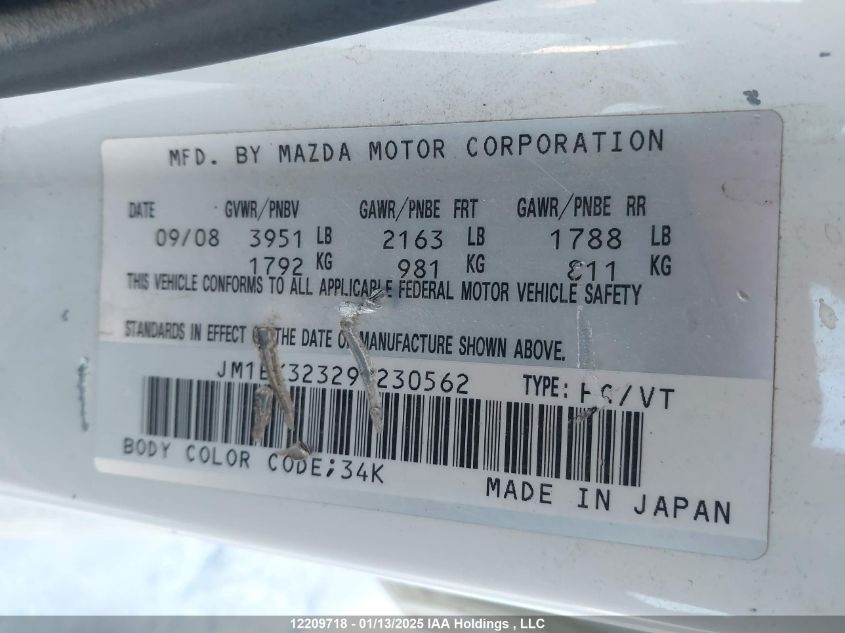 MFD. BY MAZDA MOTOR CORPORATION
DATE GVWR/PNBV GAWR/PNBE FRT GAWR/PNBE RR
09/08 3951 LB 2163 LB 1788 LB
1792 KG 981 KG 811 KG
THIS VEHICLE CONFORMS TO ALL APPLICABLE FEDERAL MOTOR VEHICLE SAFETY
STANDARDS IN EFFECT ON THE DATE OF MANUFACTURE SHOWN ABOVE.
TYPE: /VT
BODY COLOR CODE;34K
MADE IN JAPAN
12209718 - 01/13/2025 IAA Holdings , LLC